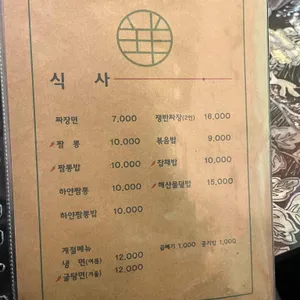 식 사
짜장면 7,000 쟁반짜장(2인) 16,000
짬 뽕 10,000 볶음밥 9,000
짬뽕밥 10,000 잡채밥 10,000
하얀짬뽕 10,000 해산물덮밥 15,000
하얀짬뽕밥 10,000
계절메뉴
냉 면(여름) 12,000 곱빼기 1,000 공기밥 1,000
굴탕면(겨울) 12,000